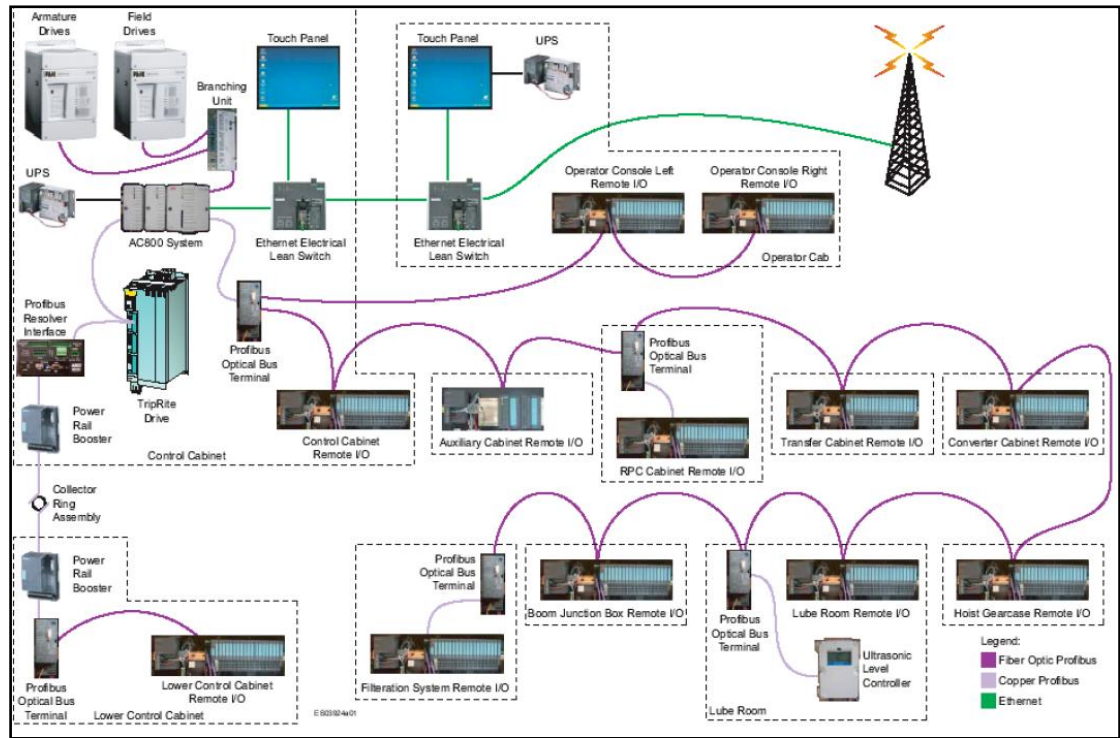 Armature
Drives
Field
Drives
Branching
Unit
Touch Panel
Touch Panel
UPS
UPS
AC800 System
Ethernet Electrical
Lean Switch
Ethernet Electrical
Lean Switch
Operator Console Left
Remote I/O
Operator Console Right
Remote I/O
Operator Cab
Profibus
Resolver
Interface
TripRite
Drive
Profibus
Optical Bus
Terminal
Power
Rail
Booster
Control Cabinet
Remote I/O
Control Cabinet
Auxiliary Cabinet Remote I/O
Profibus
Optical Bus
Terminal
RPC Cabinet Remote I/O
Transfer Cabinet Remote I/O
Converter Cabinet Remote I/O
Collector
Ring
Assembly
Power
Rail
Booster
Profibus
Optical Bus
Terminal
Lower Control Cabinet
Remote I/O
Lower Control Cabinet
Profibus
Optical Bus
Terminal
Filteration System Remote I/O
Boom Junction Box Remote I/O
Profibus
Optical Bus
Terminal
Lube Room Remote I/O
Ultrasonic
Level
Controller
Lube Room
Hoist Gearcase Remote I/O
Legend:
Fiber Optic Profibus
Copper Profibus
Ethernet